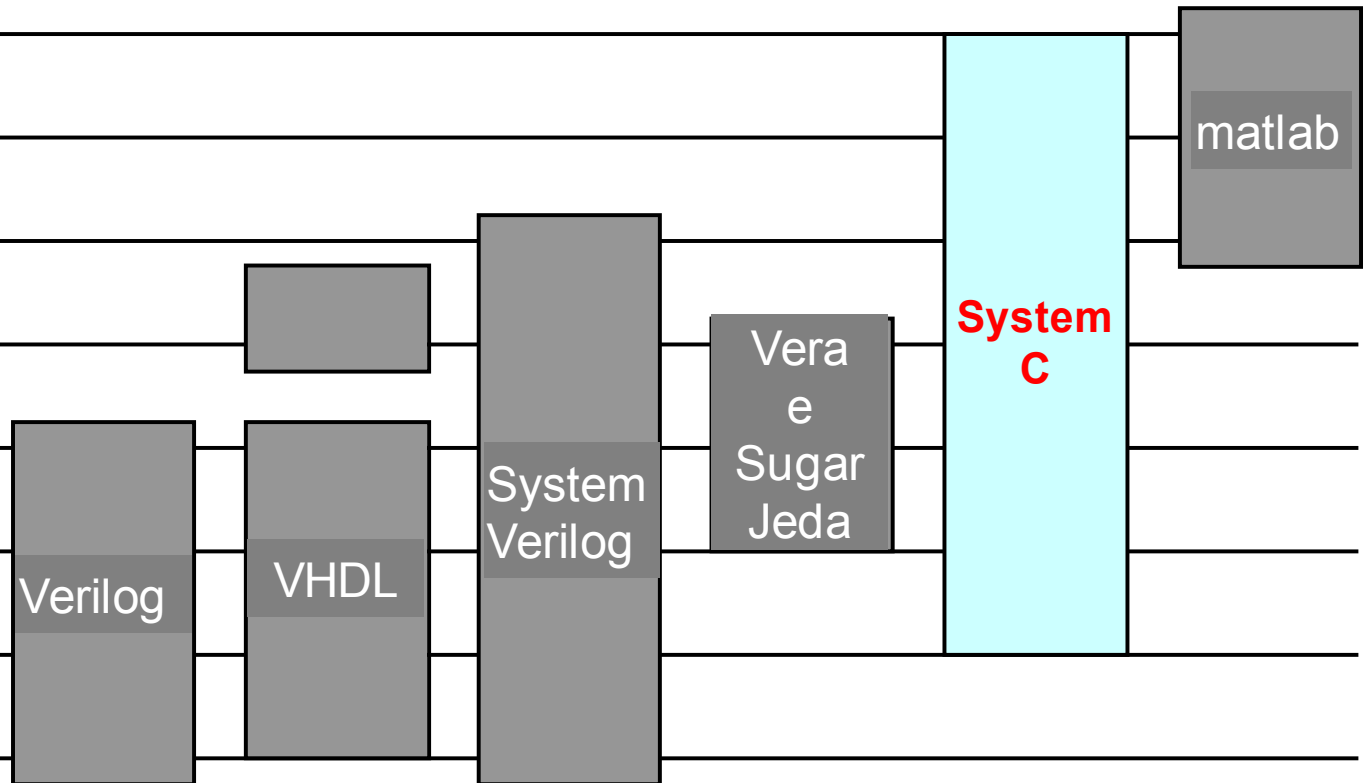 Verilog
VHDL
System
Verilog
Vera
e
Sugar
Jeda
System
C
matlab